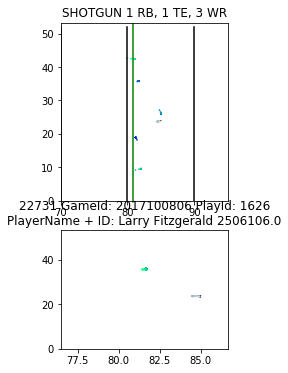 SHOTGUN 1 RB, 1 TE, 3 WR
50
40
30
20
10
0
70 80 90
22731 GameId: 2017100806 PlayId: 1626
PlayerName + ID: Larry Fitzgerald 2506106.0
40
20
0
77.5 80.0 82.5 85.0